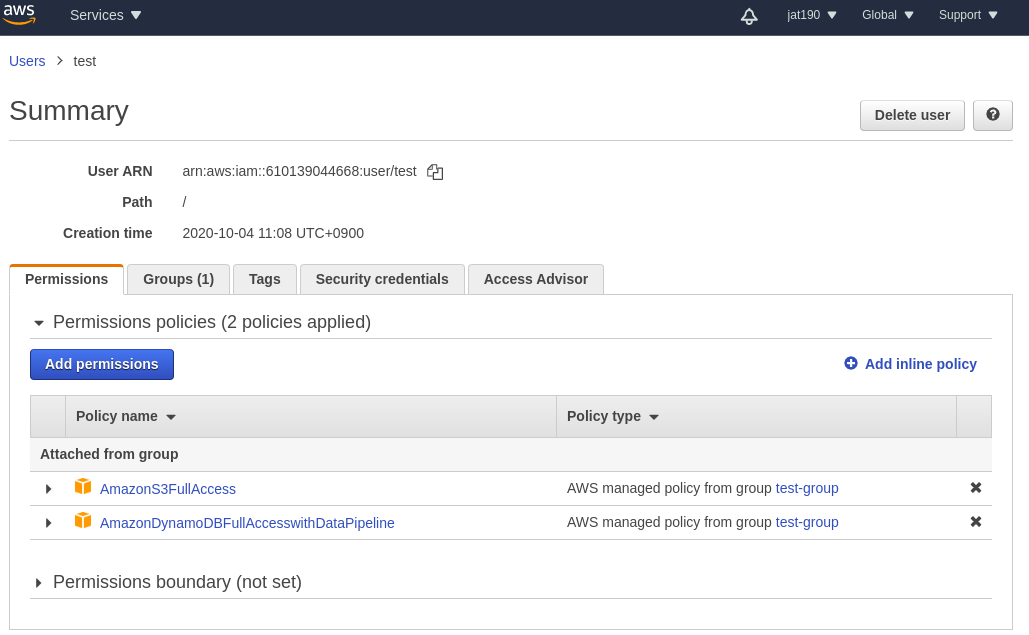 aws Services jat190 Global Support
Users > test
Summary
Delete user ?
User ARN arn:aws:iam::610139044668:user/test
Path /
Creation time 2020-10-04 11:08 UTC+0900
Permissions Groups (1) Tags Security credentials Access Advisor
Permissions policies (2 policies applied)
Add permissions Add inline policy
Policy name Policy type
Attached from group
AmazonS3FullAccess AWS managed policy from group test-group
AmazonDynamoDBFullAccesswithDataPipeline AWS managed policy from group test-group
Permissions boundary (not set)